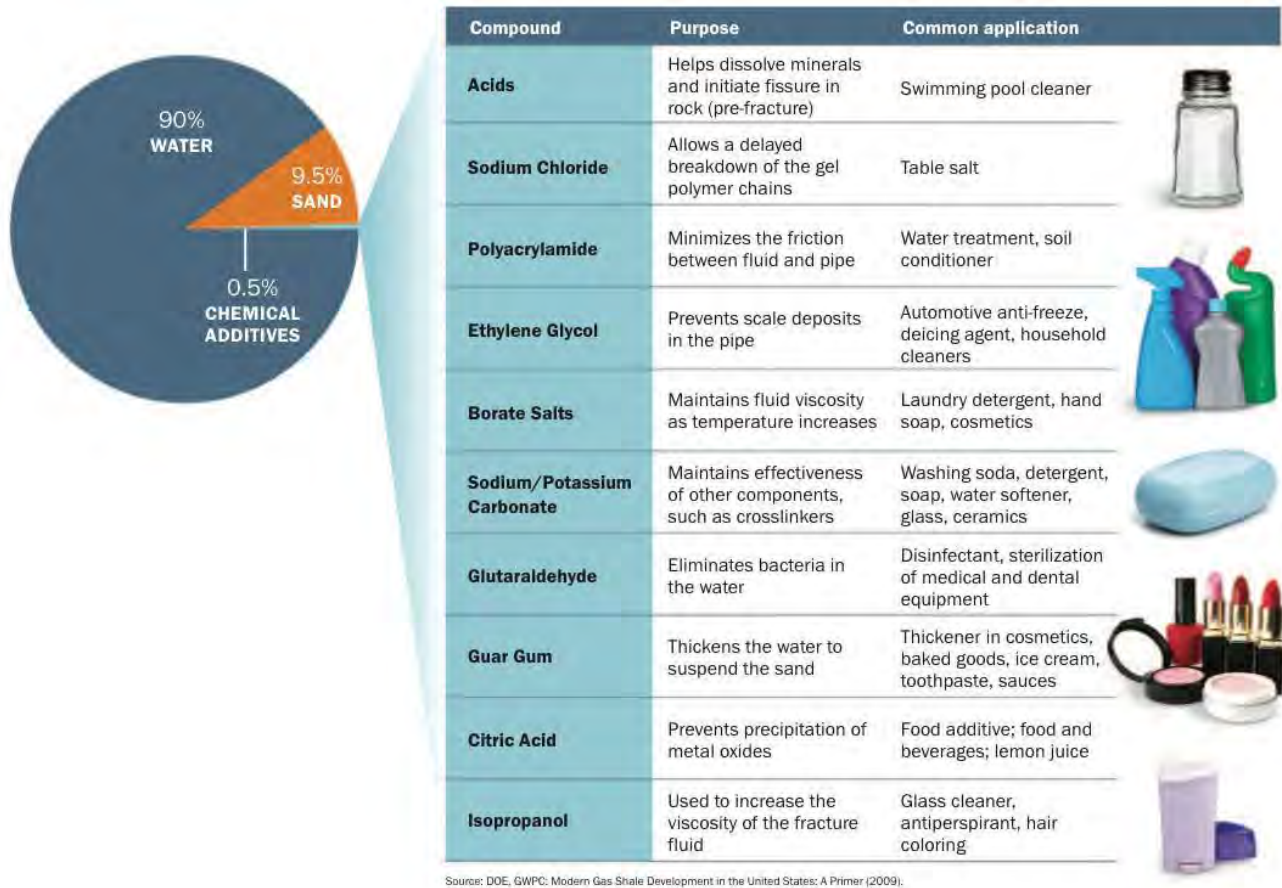 90%
WATER
9.5%
SAND
0.5%
CHEMICAL
ADDITIVES
Compound Purpose Common application
Acids
Helps dissolve minerals
and initiate fissure in
rock (pre-fracture)
Swimming pool cleaner
Sodium Chloride
Allows a delayed
breakdown of the gel
polymer chains
Table salt
Polyacrylamide
Minimizes the friction
between fluid and pipe
Water treatment, soil
conditioner
Ethylene Glycol
Prevents scale deposits
in the pipe
Automotive anti-freeze,
deicing agent, household
cleaners
Borate Salts
Maintains fluid viscosity
as temperature increases
Laundry detergent, hand
soap, cosmetics
Sodium/Potassium
Carbonate
Maintains effectiveness
of other components,
such as crosslinkers
Washing soda, detergent,
soap, water softener,
glass, ceramics
Glutaraldehyde
Eliminates bacteria in
the water
Disinfectant, sterilization
of medical and dental
equipment
Guar Gum
Thickens the water to
suspend the sand
Thickener in cosmetics,
baked goods, ice cream,
toothpaste, sauces
Citric Acid
Prevents precipitation of
metal oxides
Food additive; food and
beverages; lemon juice
Isopropanol
Used to increase the
viscosity of the fracture
fluid
Glass cleaner,
antiperspirant, hair
coloring
Source: DOE, GWPC: Modern Gas Shale Development in the United States: A Primer (2009).